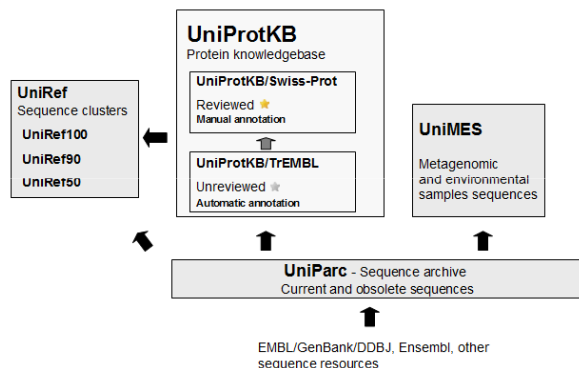 UniProtKB
Protein knowledgebase
UniProtKB/Swiss-Prot
Reviewed
Manual annotation
UniProtKB/TrEMBL
Unreviewed
Automatic annotation
UniRef
Sequence clusters
UniRef100
UniRef90
UniRef50
UniMES
Metagenomic
and environmental
samples sequences
UniParc - Sequence archive
Current and obsolete sequences
EMBL/GenBank/DDBJ, Ensembl, other
sequence resources